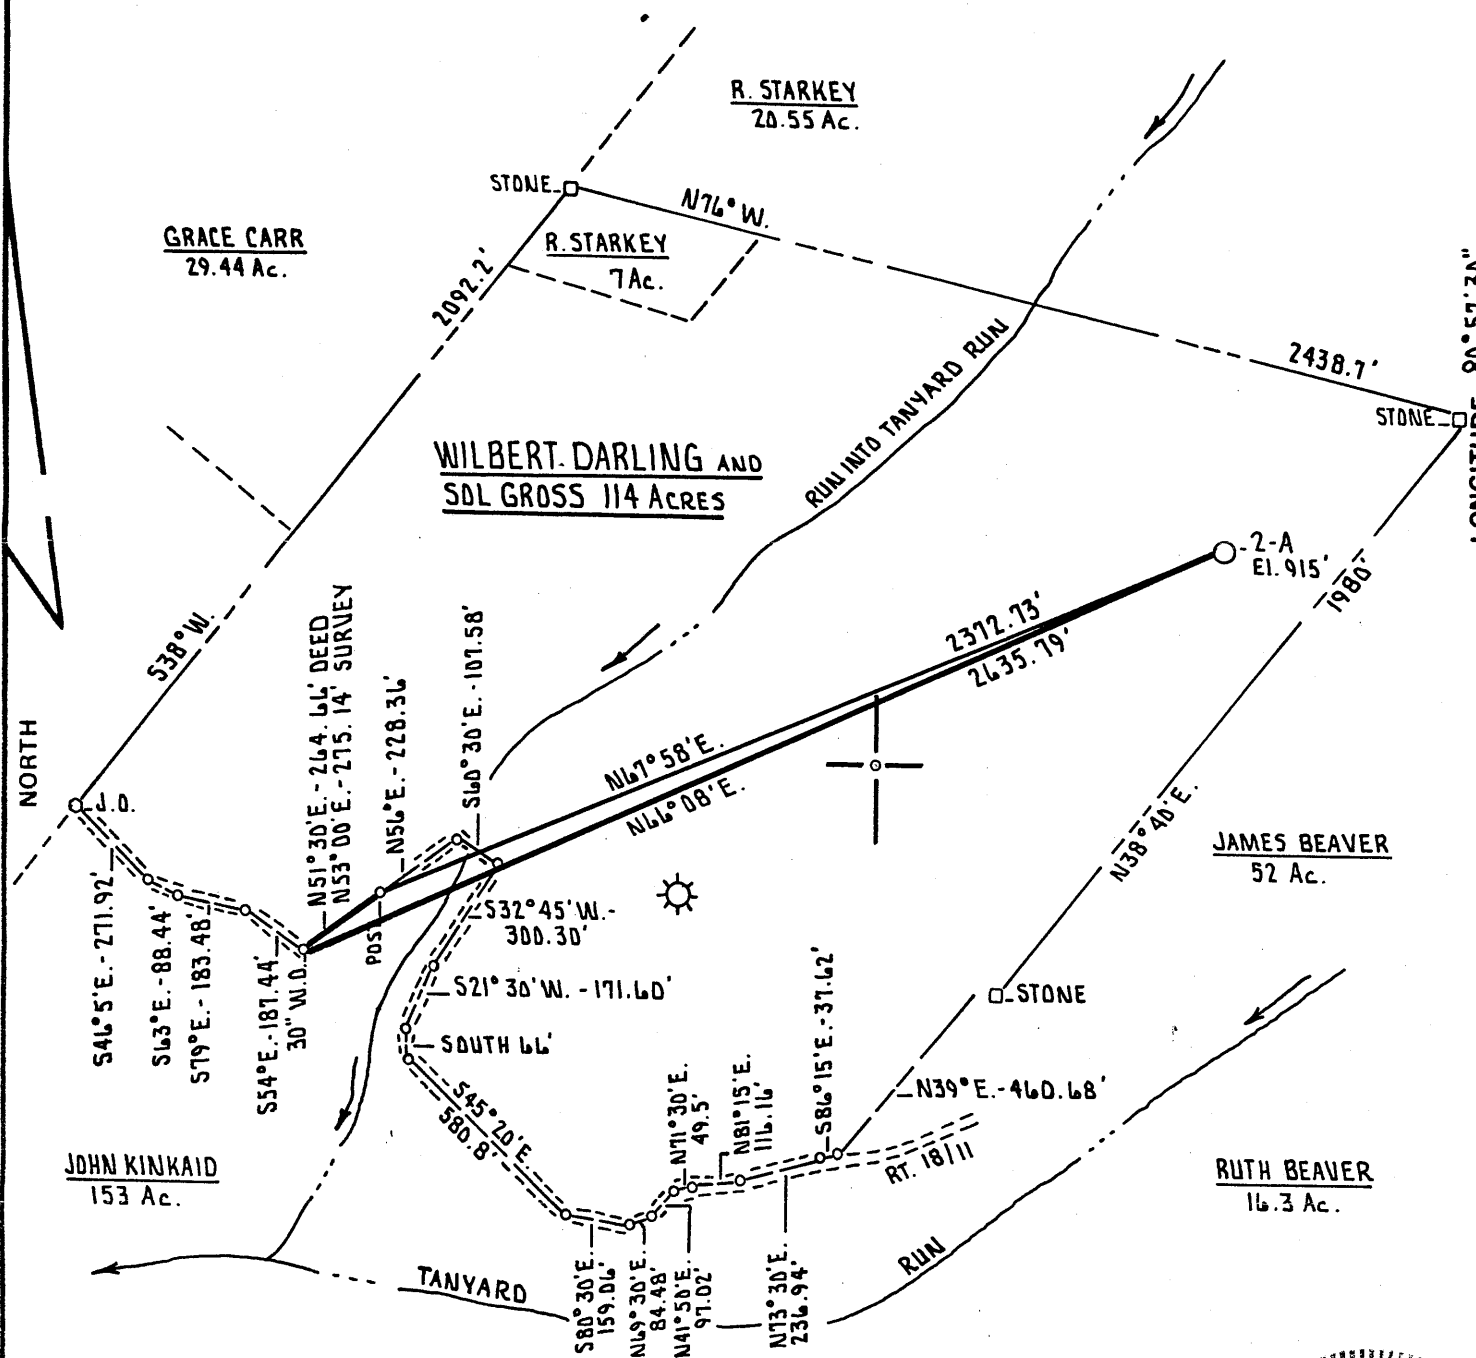 R. STARKEY
20.55 Ac.
STONE
N76° W.
GRACE CARR
29.44 Ac.
R. STARKEY
7 Ac.
2092.2'
RUN INTO TANYARD RUN
2438.7'
STONE
WILBERT DARLING AND
SOL GROSS 114 ACRES
2-A
El. 915'
1980'
S38° W.
N51°30'E.-264.66' DEED
N53°00'E.-275.14' SURVEY
N56°E.-228.36'
S60°30'E.-107.58'
2372.73'
2635.79'
N67°58'E.
N66°08'E.
NORTH
J.O.
N38°40'E.
JAMES BEAVER
52 Ac.
S46°5'E.-271.92'
S63°E.-88.44'
S79°E.-183.48'
S54°E.-187.44'
30" W.O.
POST
S32°45'W.-
300.30'
S21°30'W.-171.60'
SOUTH 66'
STONE
N39°E.-460.68'
S45°20'E.
580.8'
N71°30'E.
49.5'
N81°15'E.
116.16'
S86°15'E.-37.62'
RT. 18/11
JOHN KINKAID
153 Ac.
RUTH BEAVER
16.3 Ac.
TANYARD
RUN
S80°30'E.
159.06'
N69°30'E.
84.48'
N41°50'E.
97.02'
N73°30'E.
236.94'